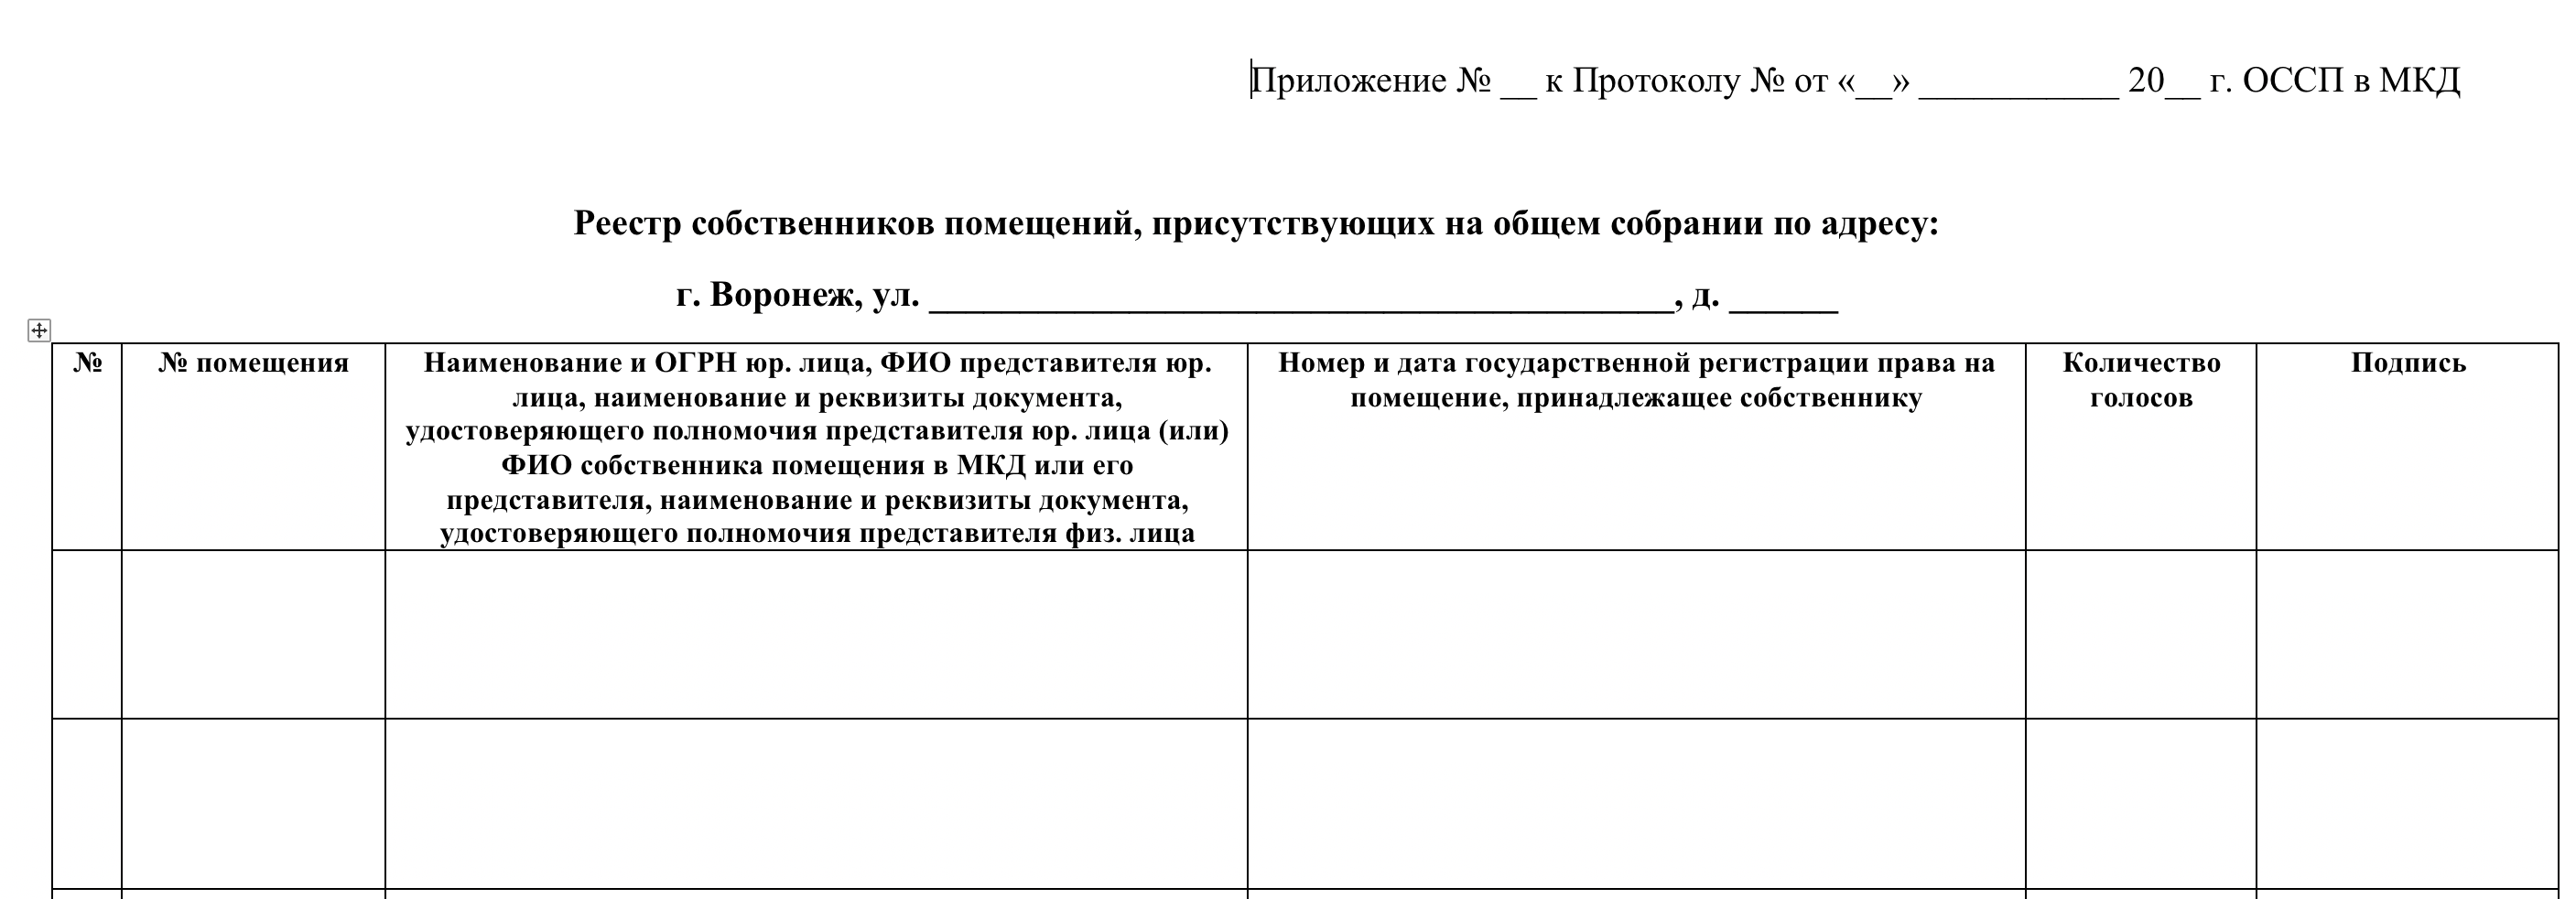 Приложение № __ к Протоколу № от «__» ___________ 20__ г. ОССП в МКД
Реестр собственников помещений, присутствующих на общем собрании по адресу:
г. Воронеж, ул. _________________________________________, д. ______
№
№ помещения
Наименование и ОГРН юр. лица, ФИО представителя юр.
лица, наименование и реквизиты документа,
удостоверяющего полномочия представителя юр. лица (или)
ФИО собственника помещения в МКД или его
представителя, наименование и реквизиты документа,
удостоверяющего полномочия представителя физ. лица
Номер и дата государственной регистрации права на
помещение, принадлежащее собственнику
Количество
голосов
Подпись